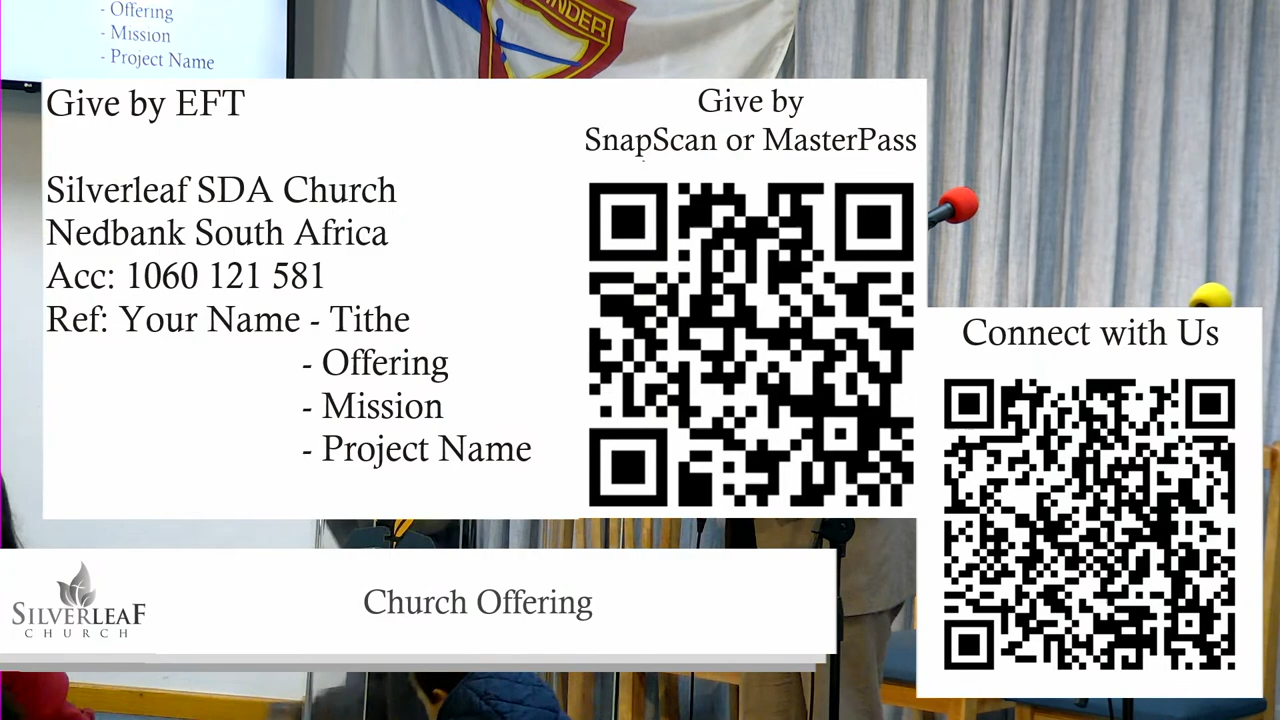 - Offering
- Mission
- Project Name
Give by EFT
Silverleaf SDA Church
Nedbank South Africa
Acc: 1060 121 581
Ref: Your Name - Tithe
- Offering
- Mission
- Project Name
Give by
SnapScan or MasterPass
Connect with Us
SILVERLEAF
CHURCH
Church Offering